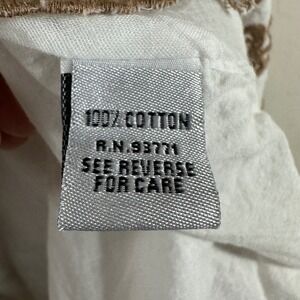 100% COTTON
R.N. 93771
SEE REVERSE
FOR CARE